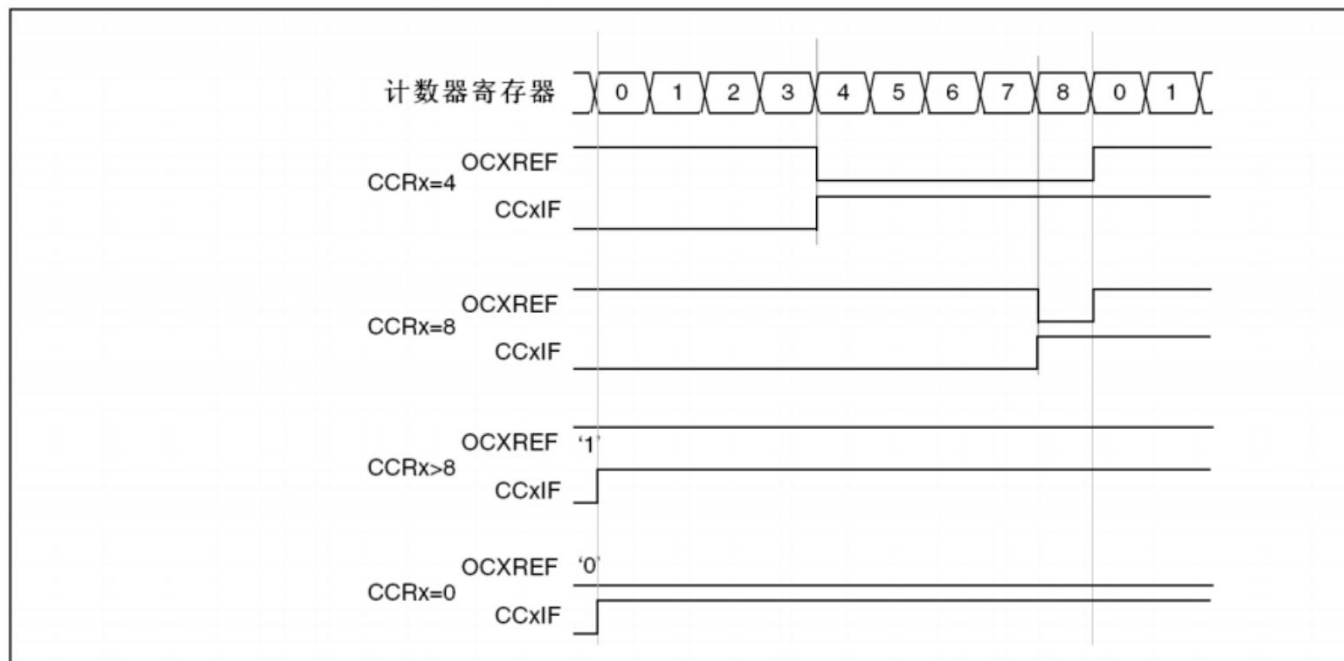 计数器寄存器 0 1 2 3 4 5 6 7 8 0 1
OCXREF
CCRx=4
CCxIF
OCXREF
CCRx=8
CCxIF
OCXREF '1'
CCRx>8
CCxIF
OCXREF '0'
CCRx=0
CCxIF